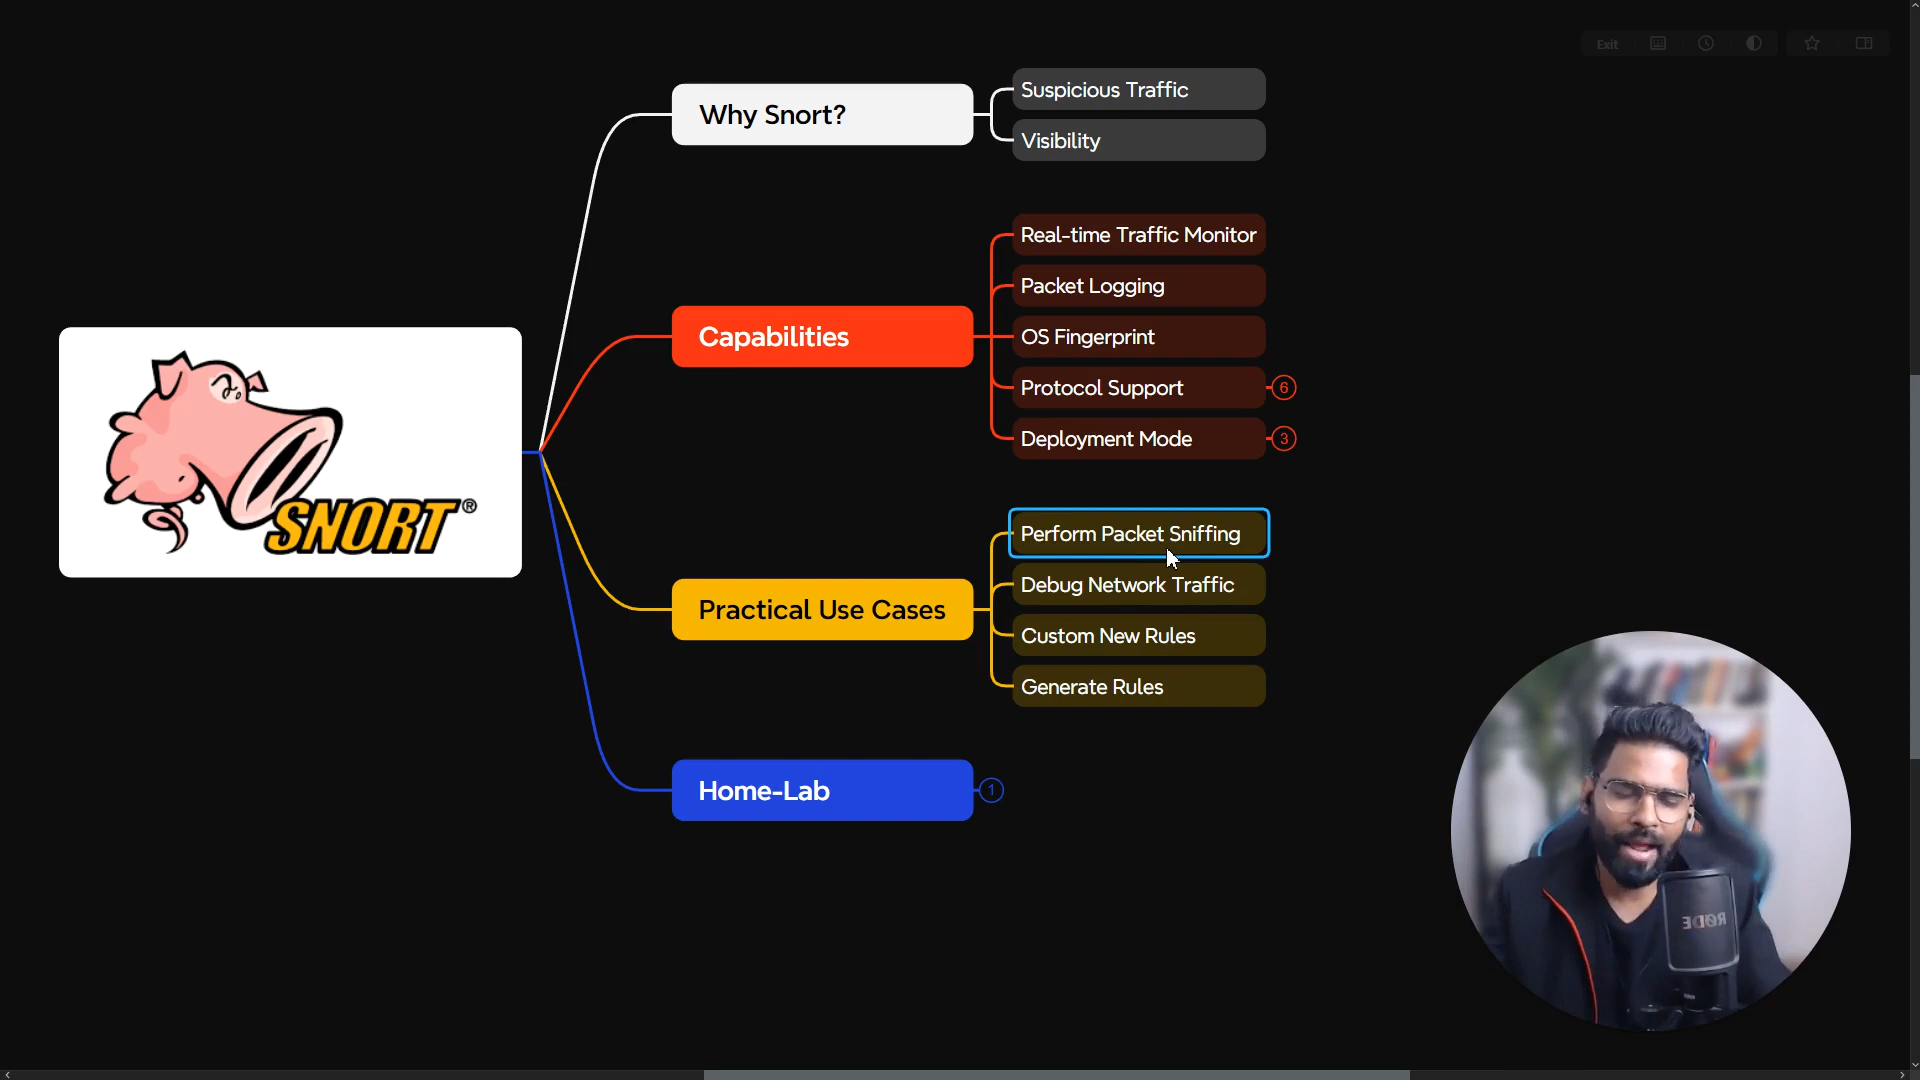 Exit
Why Snort?
Suspicious Traffic
Visibility
Capabilities
Real-time Traffic Monitor
Packet Logging
OS Fingerprint
Protocol Support
6
Deployment Mode
3
SNORT®
Practical Use Cases
Perform Packet Sniffing
Debug Network Traffic
Custom New Rules
Generate Rules
Home-Lab
1
RØDE